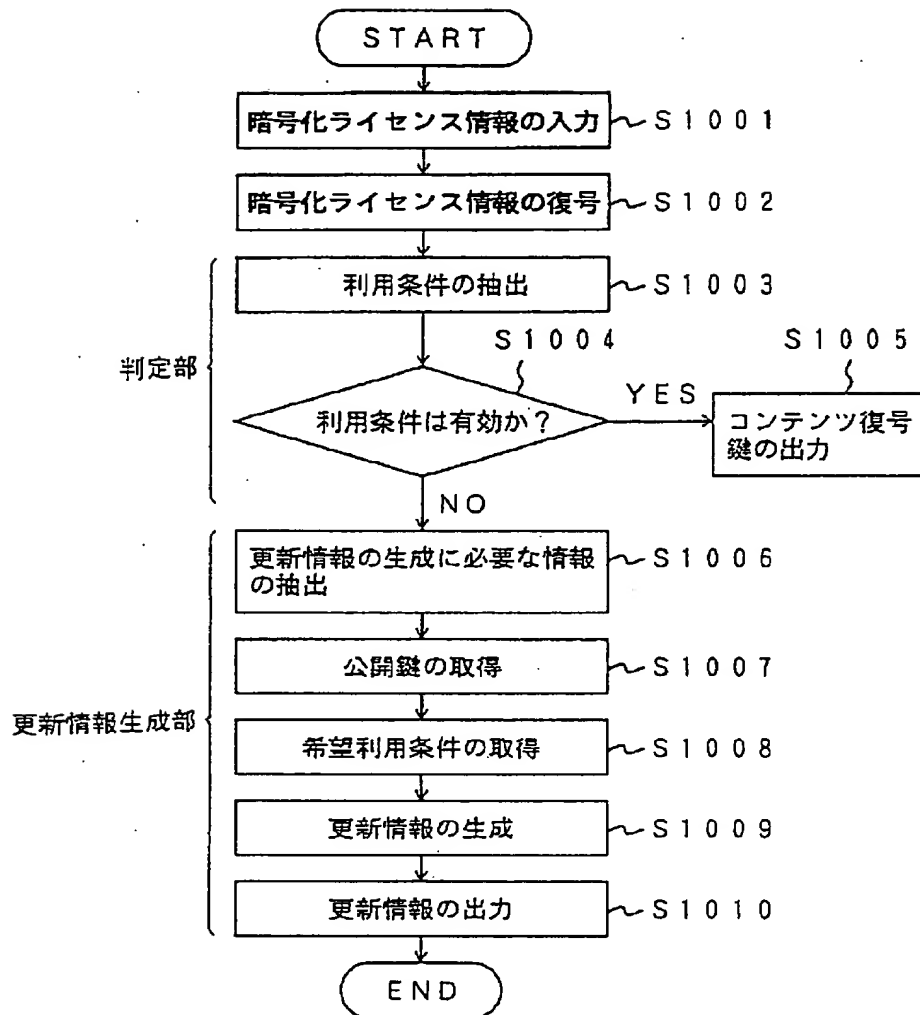 START
暗号化ライセンス情報の入力
S1001
暗号化ライセンス情報の復号
S1002
利用条件の抽出
S1003
判定部
S1004
利用条件は有効か?
YES
S1005
コンテンツ復号
鍵の出力
NO
更新情報の生成に必要な情報
の抽出
S1006
公開鍵の取得
S1007
更新情報生成部
希望利用条件の取得
S1008
更新情報の生成
S1009
更新情報の出力
S1010
END